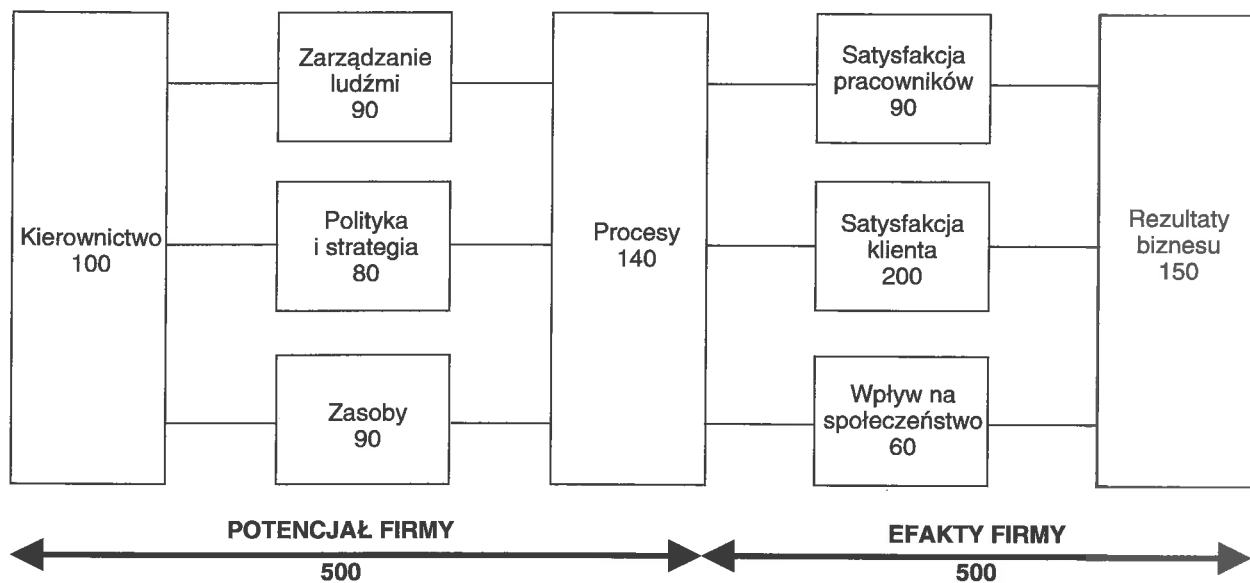 Kierownictwo
100
Zarządzanie
ludźmi
90
Polityka
i strategia
80
Zasoby
90
Procesy
140
Satysfakcja
pracowników
90
Satysfakcja
klienta
200
Wpływ na
społeczeństwo
60
Rezultaty
biznesu
150
POTENCJAŁ FIRMY
500
EFAKTY FIRMY
500